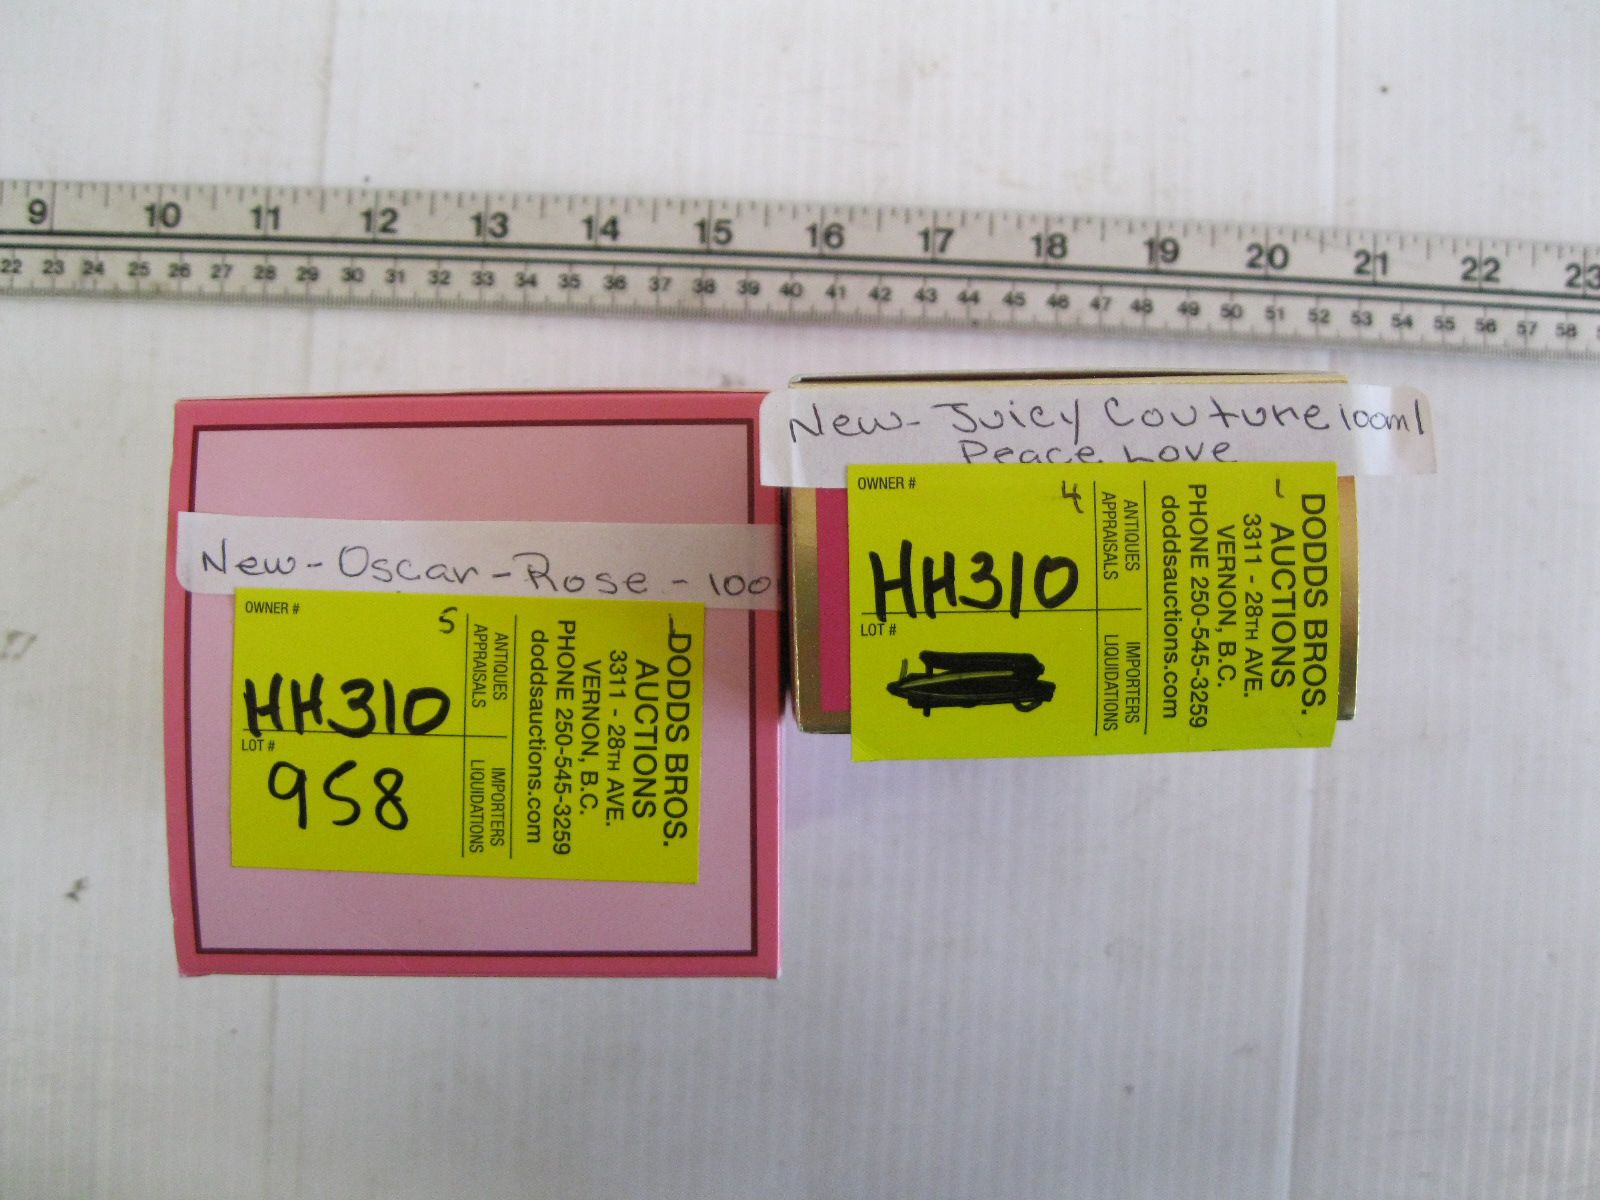 9 10 11 12 13 14 15 16 17 18 19 20 21 22 23
22 23 24 25 26 27 28 29 30 31 32 33 34 35 36 37 38 39 40 41 42 43 44 45 46 47 48 49 50 51 52 53 54 55 56 57 58
New-Oscar-Rose-100
OWNER #
5
HH310
LOT #
958
DODDS BROS.
AUCTIONS
3311 - 28TH AVE.
VERNON, B.C.
PHONE 250-545-3259
doddsauctions.com
ANTIQUES
APPRAISALS
IMPORTERS
LIQUIDATIONS
New-Juicy Couture 100ml
Peace Love
OWNER #
4
HH310
LOT #
DODDS BROS.
AUCTIONS
3311 - 28TH AVE.
VERNON, B.C.
PHONE 250-545-3259
doddsauctions.com
ANTIQUES
APPRAISALS
IMPORTERS
LIQUIDATIONS